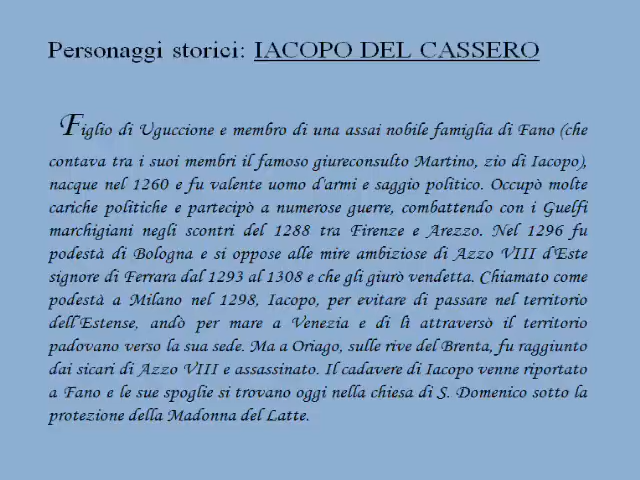 Personaggi storici: IACOPO DEL CASSERO
Figlio di Uguccione e membro di una assai nobile famiglia di Fano (che
contava tra i suoi membri il famoso giureconsulto Martino, zio di Iacopo),
nacque nel 1260 e fu valente uomo d'armi e saggio politico. Occupò molte
cariche politiche e partecipò a numerose guerre, combattendo con i Guelfi
marchigiani negli scontri del 1288 tra Firenze e Arezzo. Nel 1296 fu
podestà di Bologna e si oppose alle mire ambiziose di Azzo VIII d'Este
signore di Ferrara dal 1293 al 1308 e che gli giurò vendetta. Chiamato come
podestà a Milano nel 1298, Iacopo, per evitare di passare nel territorio
dell'Estense, andò per mare a Venezia e di lì attraversò il territorio
padovano verso la sua sede. Ma a Oriago, sulle rive del Brenta, fu raggiunto
dai sicari di Azzo VIII e assassinato. Il cadavere di Iacopo venne riportato
a Fano e le sue spoglie si trovano oggi nella chiesa di S. Domenico sotto la
protezione della Madonna del Latte.